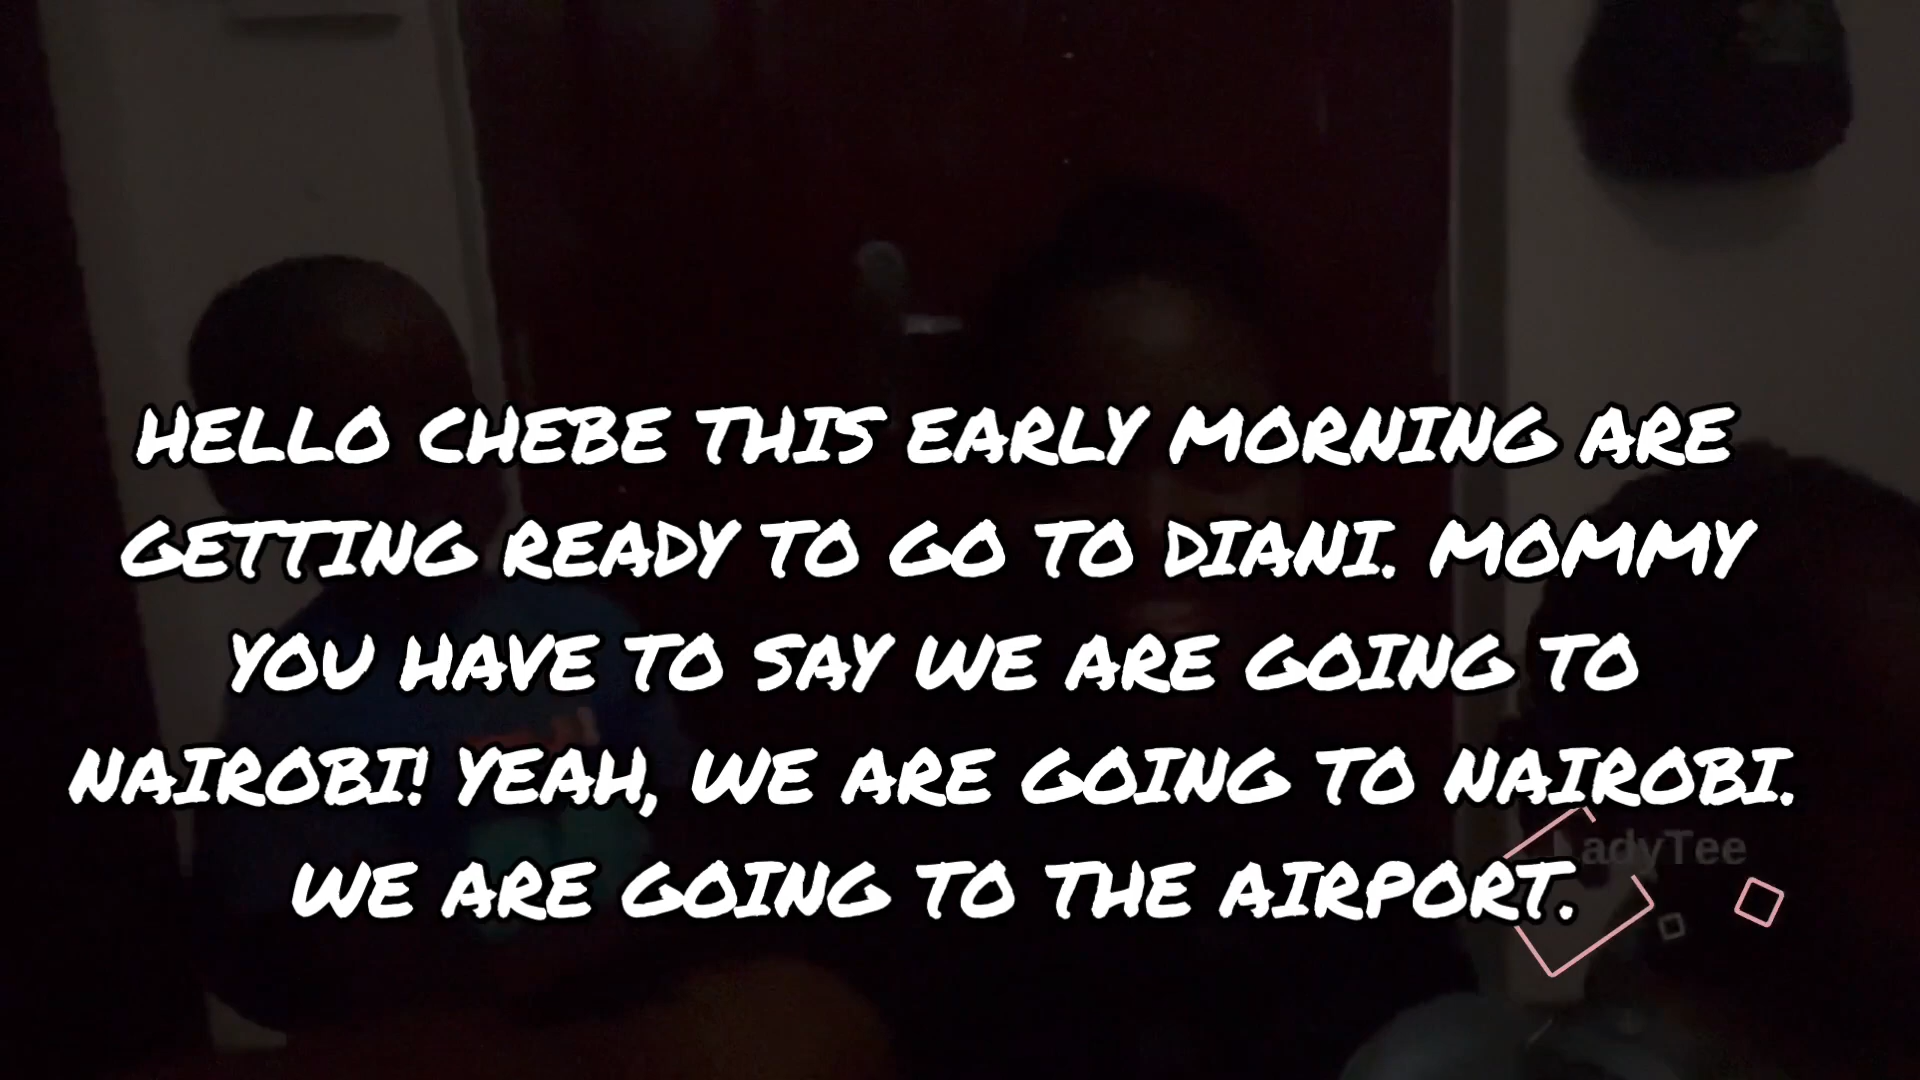 HELLO CHEBE THIS EARLY MORNING ARE
GETTING READY TO GO TO DIANI. MOMMY
YOU HAVE TO SAY WE ARE GOING TO
NAIROBI! YEAH, WE ARE GOING TO NAIROBI.
WE ARE GOING TO THE AIRPORT.
LadyTee